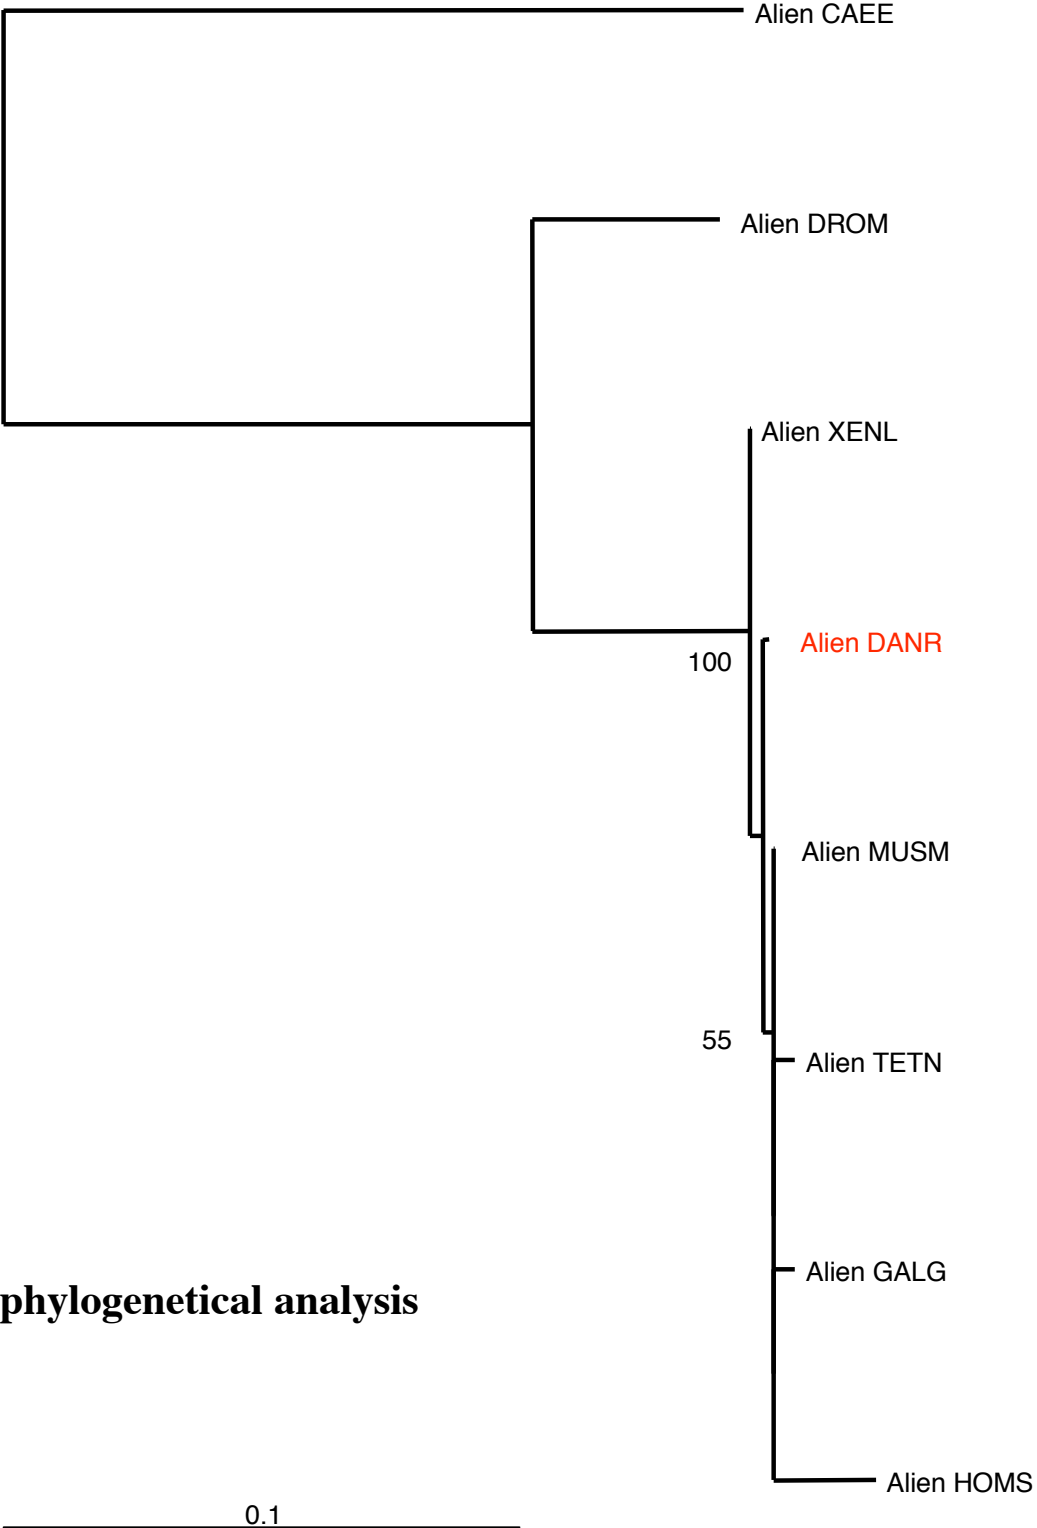 Alien CAEE
Alien DROM
Alien XENL
Alien DANR
100
Alien MUSM
55
Alien TETN
Alien GALG
phylogenetical analysis
Alien HOMS
0.1